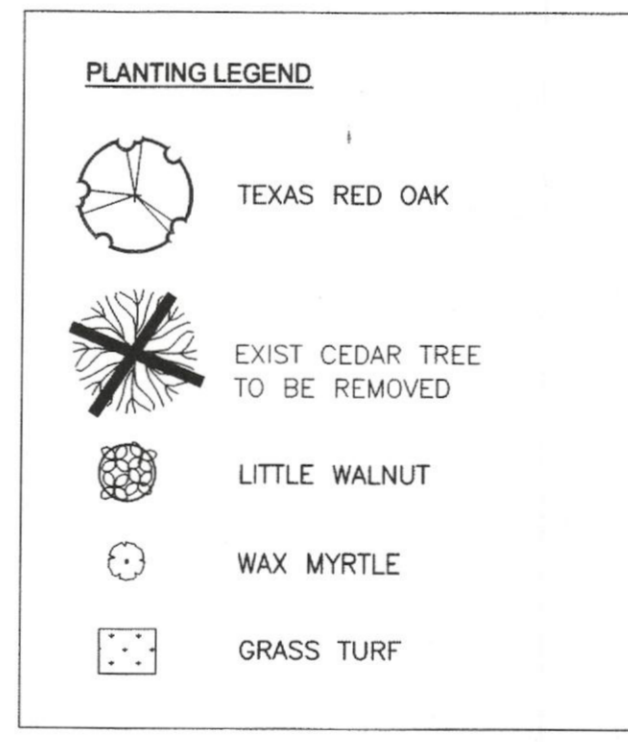 PLANTING LEGEND
TEXAS RED OAK
EXIST CEDAR TREE
TO BE REMOVED
LITTLE WALNUT
WAX MYRTLE
GRASS TURF